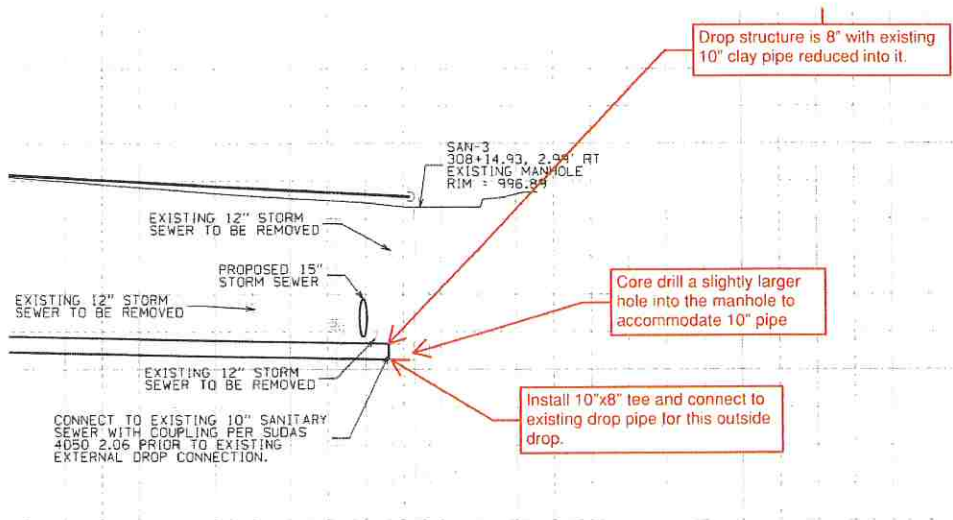 Drop structure is 8" with existing
10" clay pipe reduced into it.
SAN-3
308+14.93, 2.99' RT
EXISTING MANHOLE
RIM = 996.89
EXISTING 12" STORM
SEWER TO BE REMOVED
PROPOSED 15"
STORM SEWER
EXISTING 12" STORM
SEWER TO BE REMOVED
Core drill a slightly larger
hole into the manhole to
accommodate 10" pipe
EXISTING 12" STORM
SEWER TO BE REMOVED
Install 10"x8" tee and connect to
existing drop pipe for this outside
drop.
CONNECT TO EXISTING 10" SANITARY
SEWER WITH COUPLING PER SUDAS
4050 2.06 PRIOR TO EXISTING
EXTERNAL DROP CONNECTION.